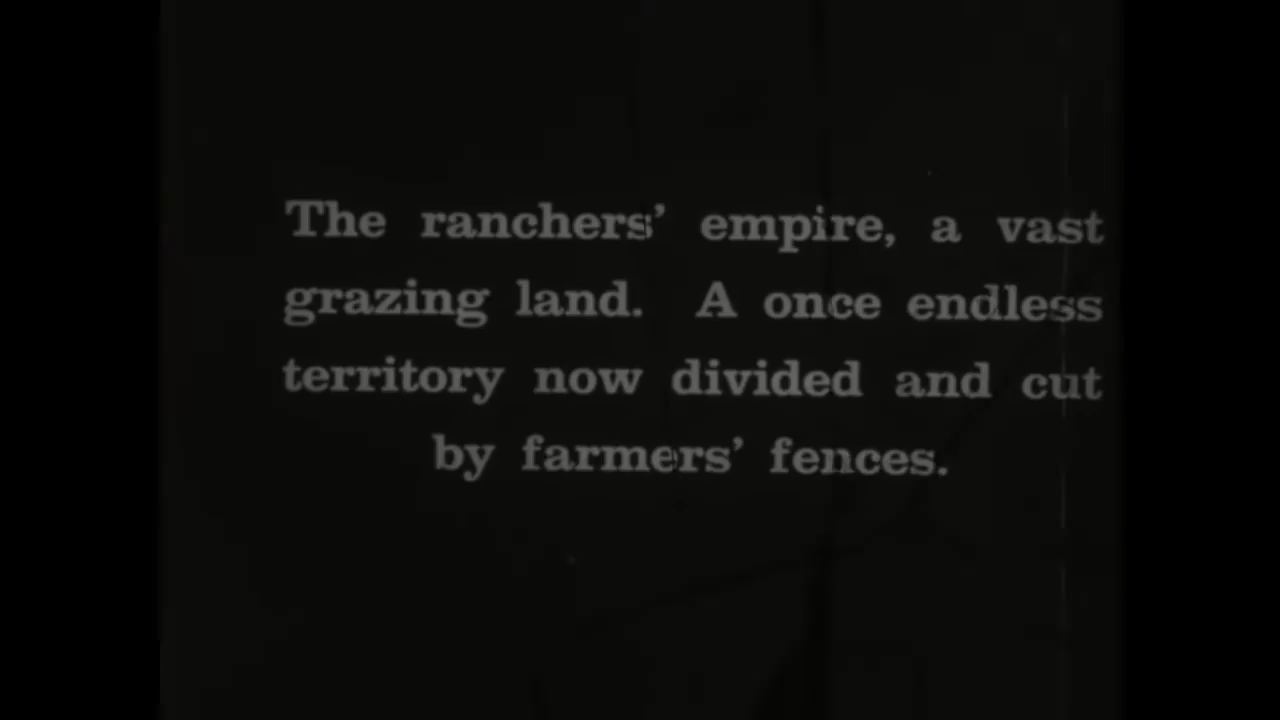 The ranchers’ empire, a vast
grazing land. A once endless
territory now divided and cut
by farmers’ fences.